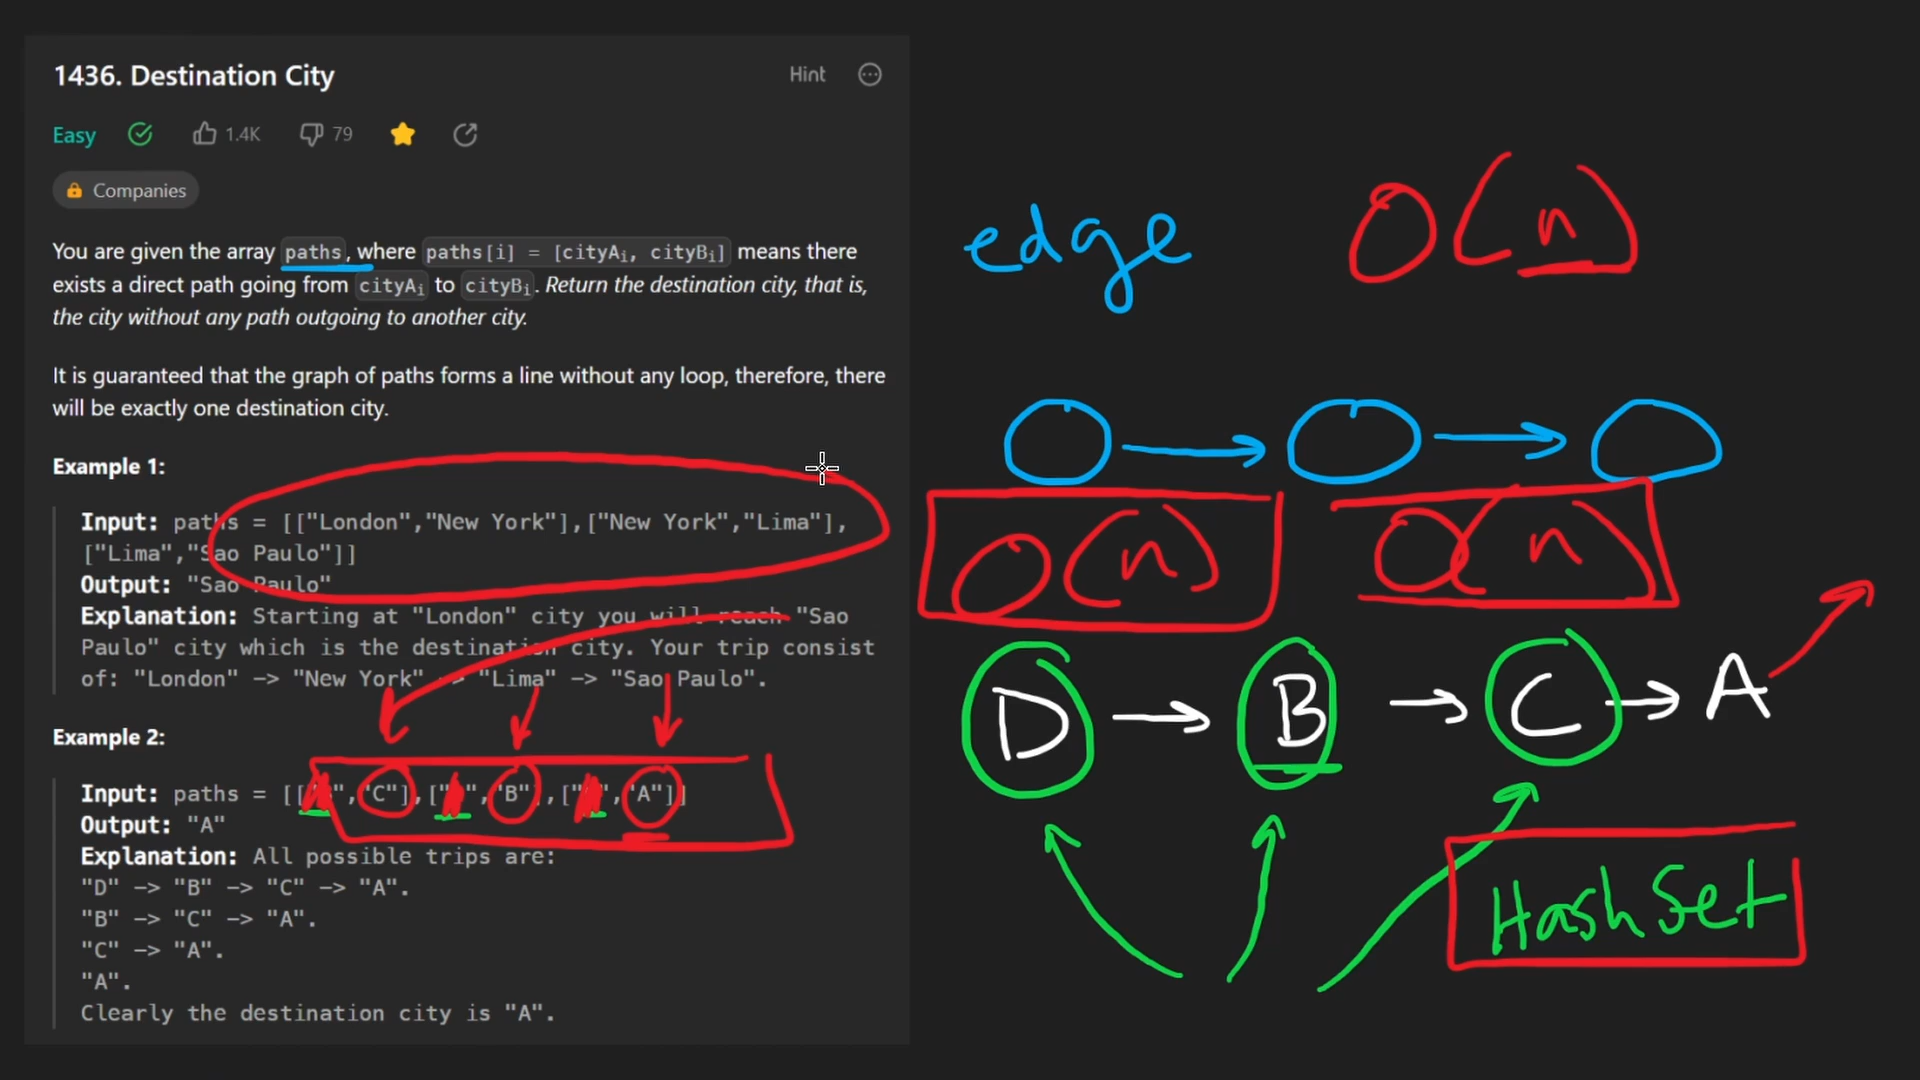 1436. Destination City
Hint
Easy
1.4K
79
Companies
You are given the array paths, where paths[i] = [cityAi, cityBi] means there
exists a direct path going from cityAi to cityBi. Return the destination city, that is,
the city without any path outgoing to another city.
It is guaranteed that the graph of paths forms a line without any loop, therefore, there
will be exactly one destination city.
Example 1:
Input: paths = [["London","New York"],["New York","Lima"],
["Lima","Sao Paulo"]]
Output: "Sao Paulo"
Explanation: Starting at "London" city you will reach "Sao
Paulo" city which is the destination city. Your trip consist
of: "London" -> "New York" -> "Lima" -> "Sao Paulo".
Example 2:
Input: paths = [[" ","C"],[" ","B"],[" ","A"]]
Output: "A"
Explanation: All possible trips are:
"D" -> "B" -> "C" -> "A".
"B" -> "C" -> "A".
"C" -> "A".
"A".
Clearly the destination city is "A".
edge
O(n)
O(n)
O(n)
D → B → C → A
HashSet